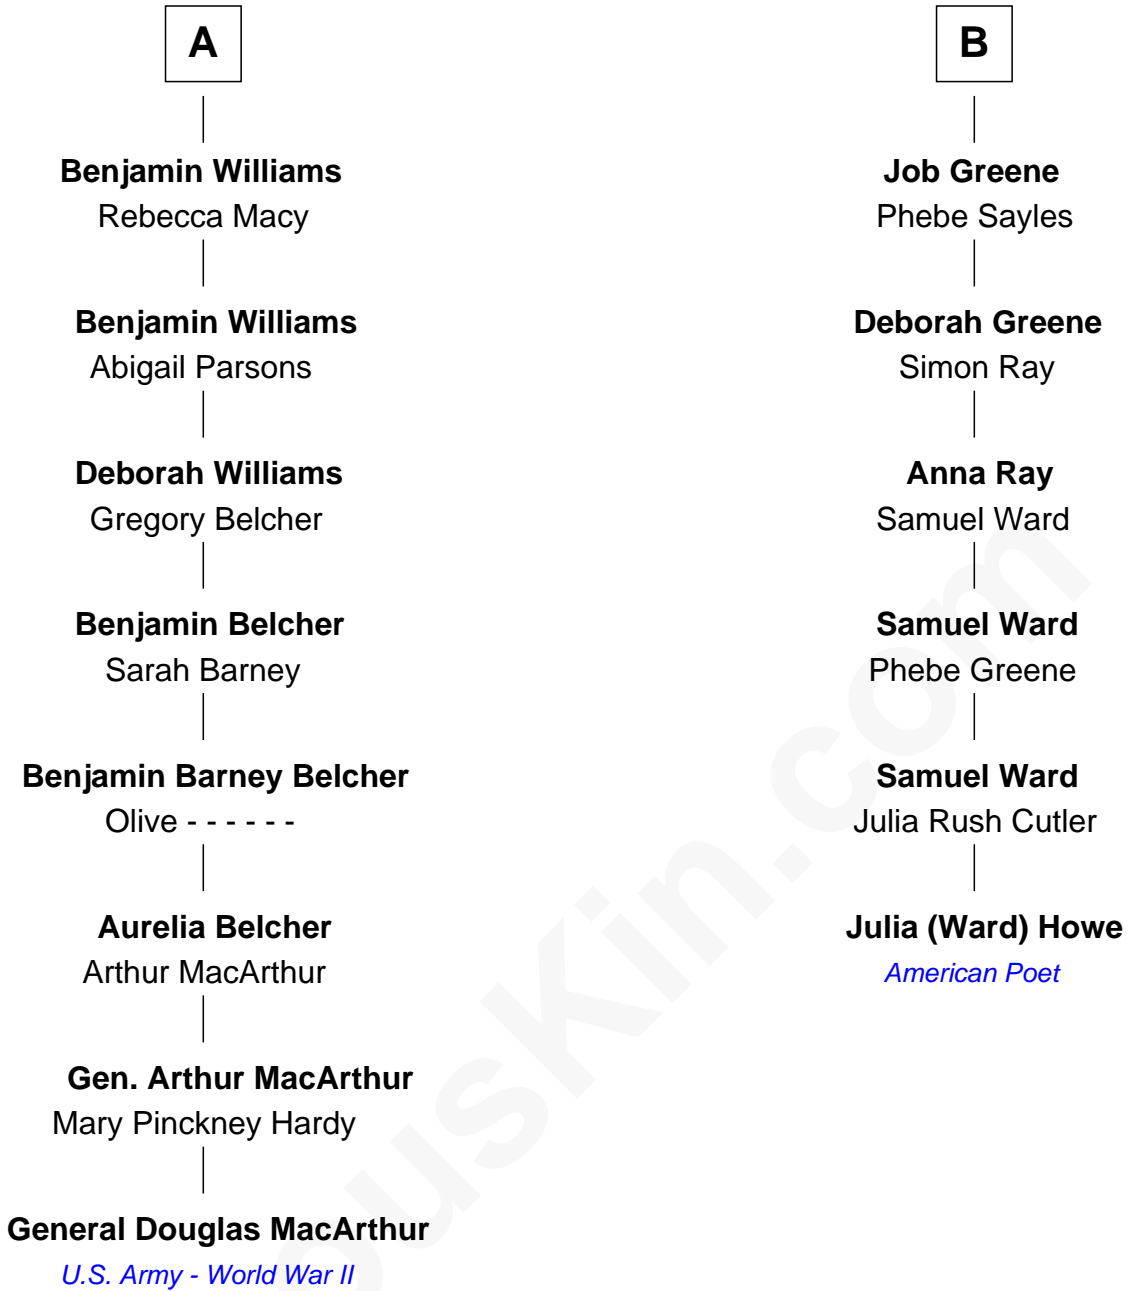 A
Benjamin Williams
Rebecca Macy
Benjamin Williams
Abigail Parsons
Deborah Williams
Gregory Belcher
Benjamin Belcher
Sarah Barney
Benjamin Barney Belcher
Olive - - - - - -
Aurelia Belcher
Arthur MacArthur
Gen. Arthur MacArthur
Mary Pinckney Hardy
General Douglas MacArthur
U.S. Army - World War II
B
Job Greene
Phebe Sayles
Deborah Greene
Simon Ray
Anna Ray
Samuel Ward
Samuel Ward
Phebe Greene
Samuel Ward
Julia Rush Cutler
Julia (Ward) Howe
American Poet
ousKin.com